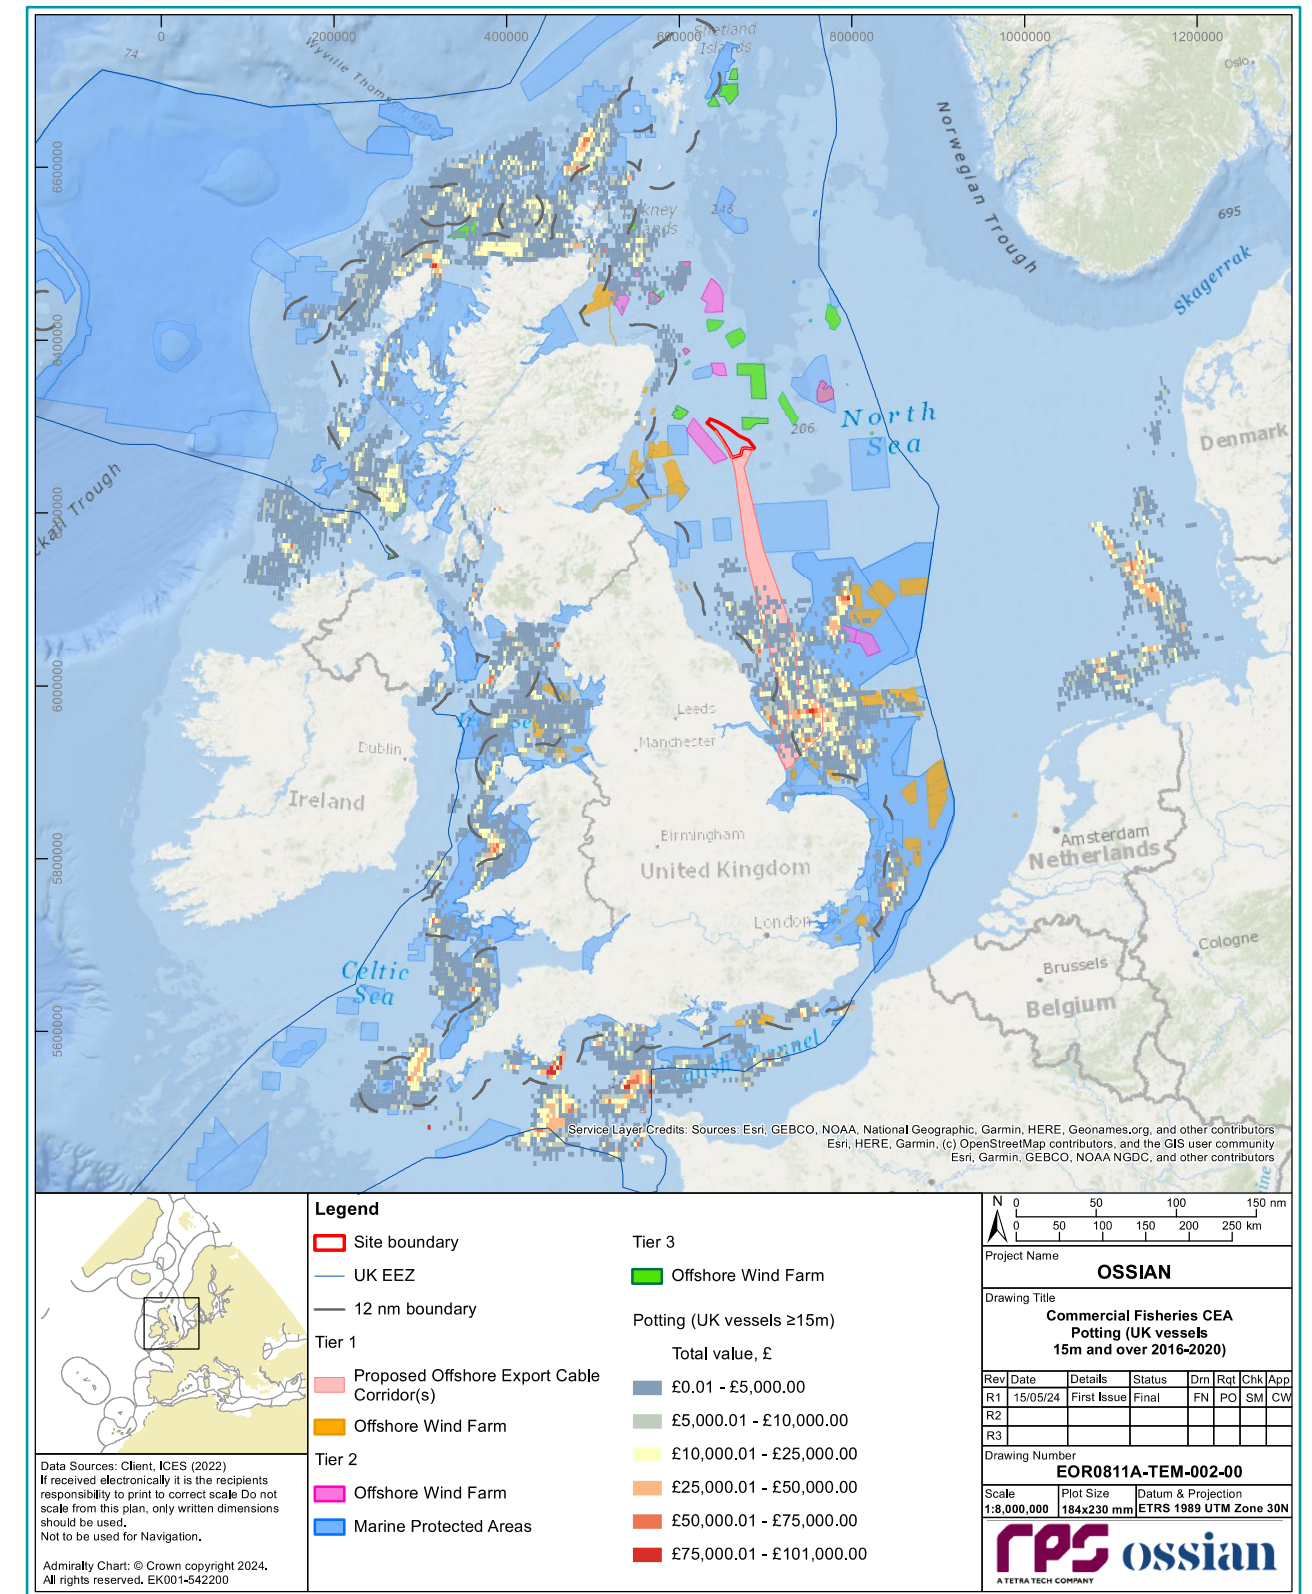 0
200000
400000
600000
800000
1000000
1200000
74
Wyville Thomson Ridge
Shetland
Islands
Oslo
Norwegian Trough
6600000
kney
lands
243
695
Skagerrak
6400000
North
Sea
266
Denmark
ckall Trough
6200000
6000000
Leeds
Manchester
Dublin
Ireland
Birmingham
United Kingdom
5800000
Amsterdam
Netherlands
London
Cologne
Brussels
Belgium
Celtic
Sea
5600000
Service Layer Credits: Sources: Esri, GEBCO, NOAA, National Geographic, Garmin, HERE, Geonames.org, and other contributors
Esri, HERE, Garmin, (c) OpenStreetMap contributors, and the GIS user community
Esri, Garmin, GEBCO, NOAA NGDC, and other contributors
Data Sources: Client, ICES (2022)
If received electronically it is the recipients
responsibility to print to correct scale Do not
scale from this plan, only written dimensions
should be used.
Not to be used for Navigation.
Admiralty Chart: © Crown copyright 2024.
All rights reserved. EK001-542200
Legend
Site boundary
UK EEZ
12 nm boundary
Tier 1
Proposed Offshore Export Cable
Corridor(s)
Offshore Wind Farm
Tier 2
Offshore Wind Farm
Marine Protected Areas
Tier 3
Offshore Wind Farm
Potting (UK vessels ≥15m)
Total value, £
£0.01 - £5,000.00
£5,000.01 - £10,000.00
£10,000.01 - £25,000.00
£25,000.01 - £50,000.00
£50,000.01 - £75,000.00
£75,000.01 - £101,000.00
N 0 50 100 150 nm
0 50 100 150 200 250 km
Project Name
OSSIAN
Drawing Title
Commercial Fisheries CEA
Potting (UK vessels
15m and over 2016-2020)
Rev Date Details Status Drn Rqt Chk App
R1 15/05/24 First Issue Final FN PO SM CW
R2
R3
Drawing Number
EOR0811A-TEM-002-00
Scale Plot Size Datum & Projection
1:8,000,000 184x230 mm ETRS 1989 UTM Zone 30N
rps ossian
A TETRA TECH COMPANY